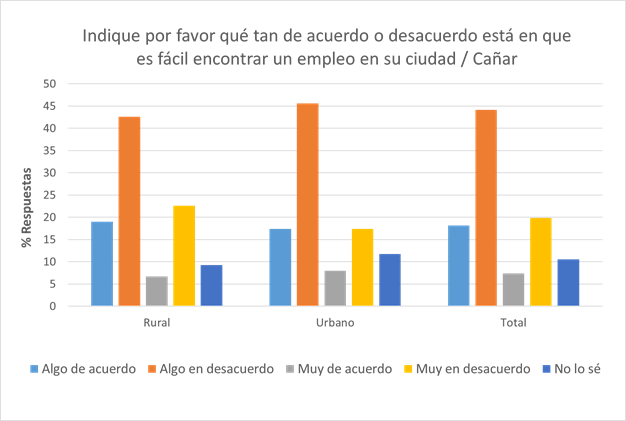 Indique por favor qué tan de acuerdo o desacuerdo está en que
es fácil encontrar un empleo en su ciudad / Cañar
% Respuestas
50
45
40
35
30
25
20
15
10
5
0
Rural Urbano Total
Algo de acuerdo Algo en desacuerdo Muy de acuerdo Muy en desacuerdo No lo sé